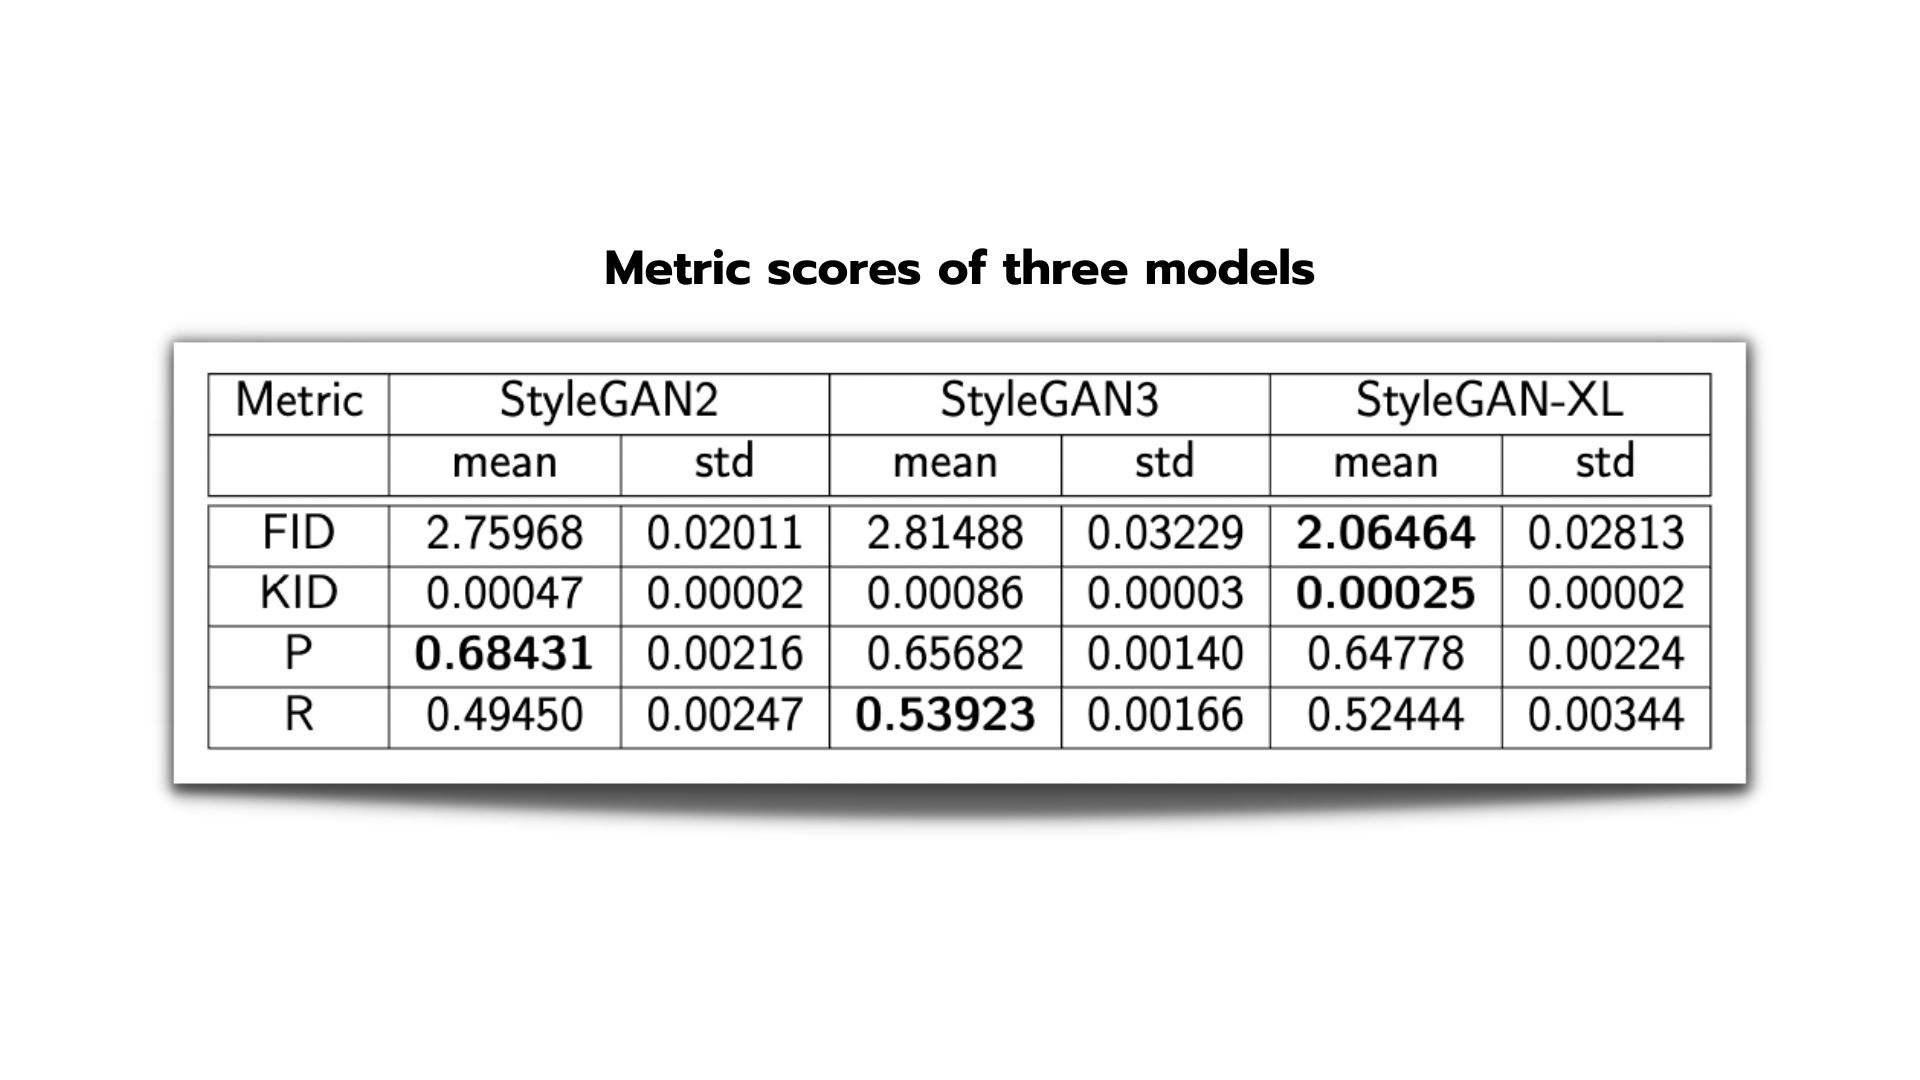 Metric scores of three models
Metric StyleGAN2 StyleGAN3 StyleGAN-XL
mean std mean std mean std
FID 2.75968 0.02011 2.81488 0.03229 2.06464 0.02813
KID 0.00047 0.00002 0.00086 0.00003 0.00025 0.00002
P 0.68431 0.00216 0.65682 0.00140 0.64778 0.00224
R 0.49450 0.00247 0.53923 0.00166 0.52444 0.00344